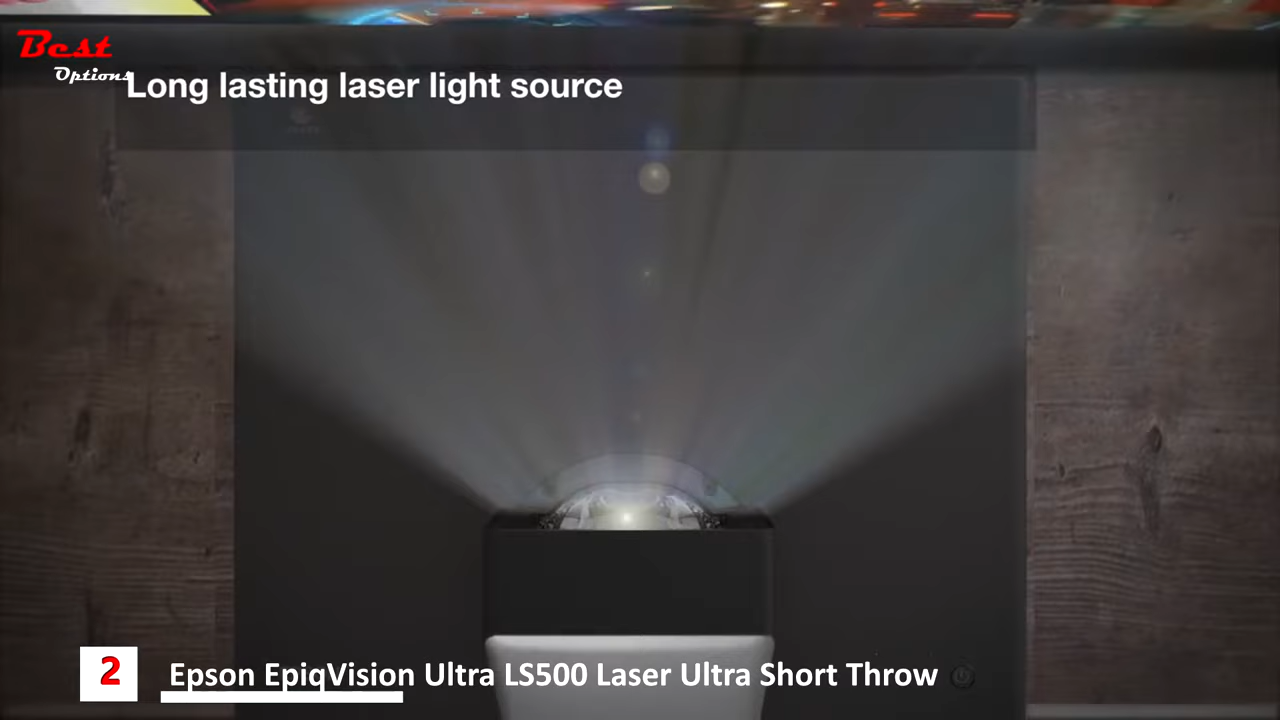 Best
Options
Long lasting laser light source
2
Epson EpiqVision Ultra LS500 Laser Ultra Short Throw